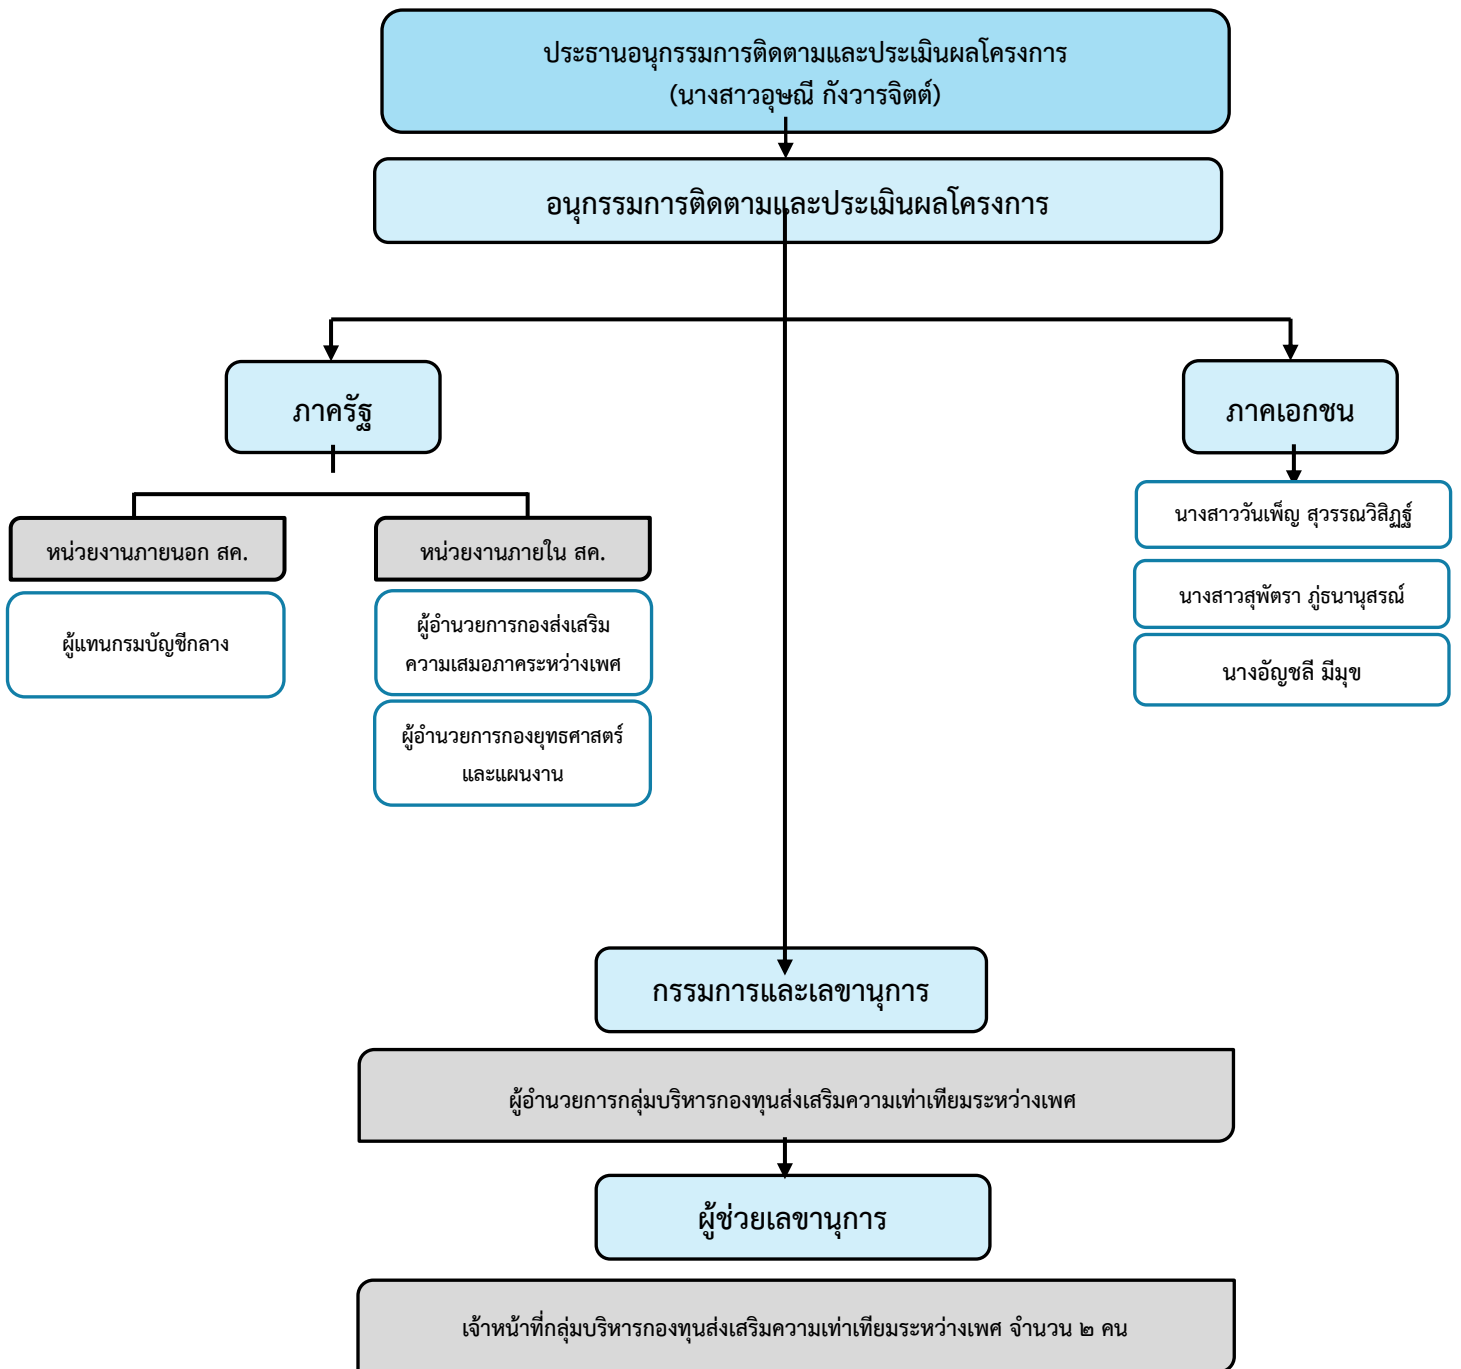 ประธานอนุกรรมการติดตามและประเมินผลโครงการ
(นางสาวอุษณี กังวารจิตต์)
อนุกรรมการติดตามและประเมินผลโครงการ
ภาครัฐ
ภาคเอกชน
หน่วยงานภายนอก สค.
หน่วยงานภายใน สค.
ผู้แทนกรมบัญชีกลาง
ผู้อำนวยการกองส่งเสริม
ความเสมอภาคระหว่างเพศ
ผู้อำนวยการกองยุทธศาสตร์
และแผนงาน
นางสาววันเพ็ญ สุวรรณวิสิฏฐ์
นางสาวสุพัตรา ภู่ธนานุสรณ์
นางอัญชลี มีมุข
กรรมการและเลขานุการ
ผู้อำนวยการกลุ่มบริหารกองทุนส่งเสริมความเท่าเทียมระหว่างเพศ
ผู้ช่วยเลขานุการ
เจ้าหน้าที่กลุ่มบริหารกองทุนส่งเสริมความเท่าเทียมระหว่างเพศ จำนวน ๒ คน